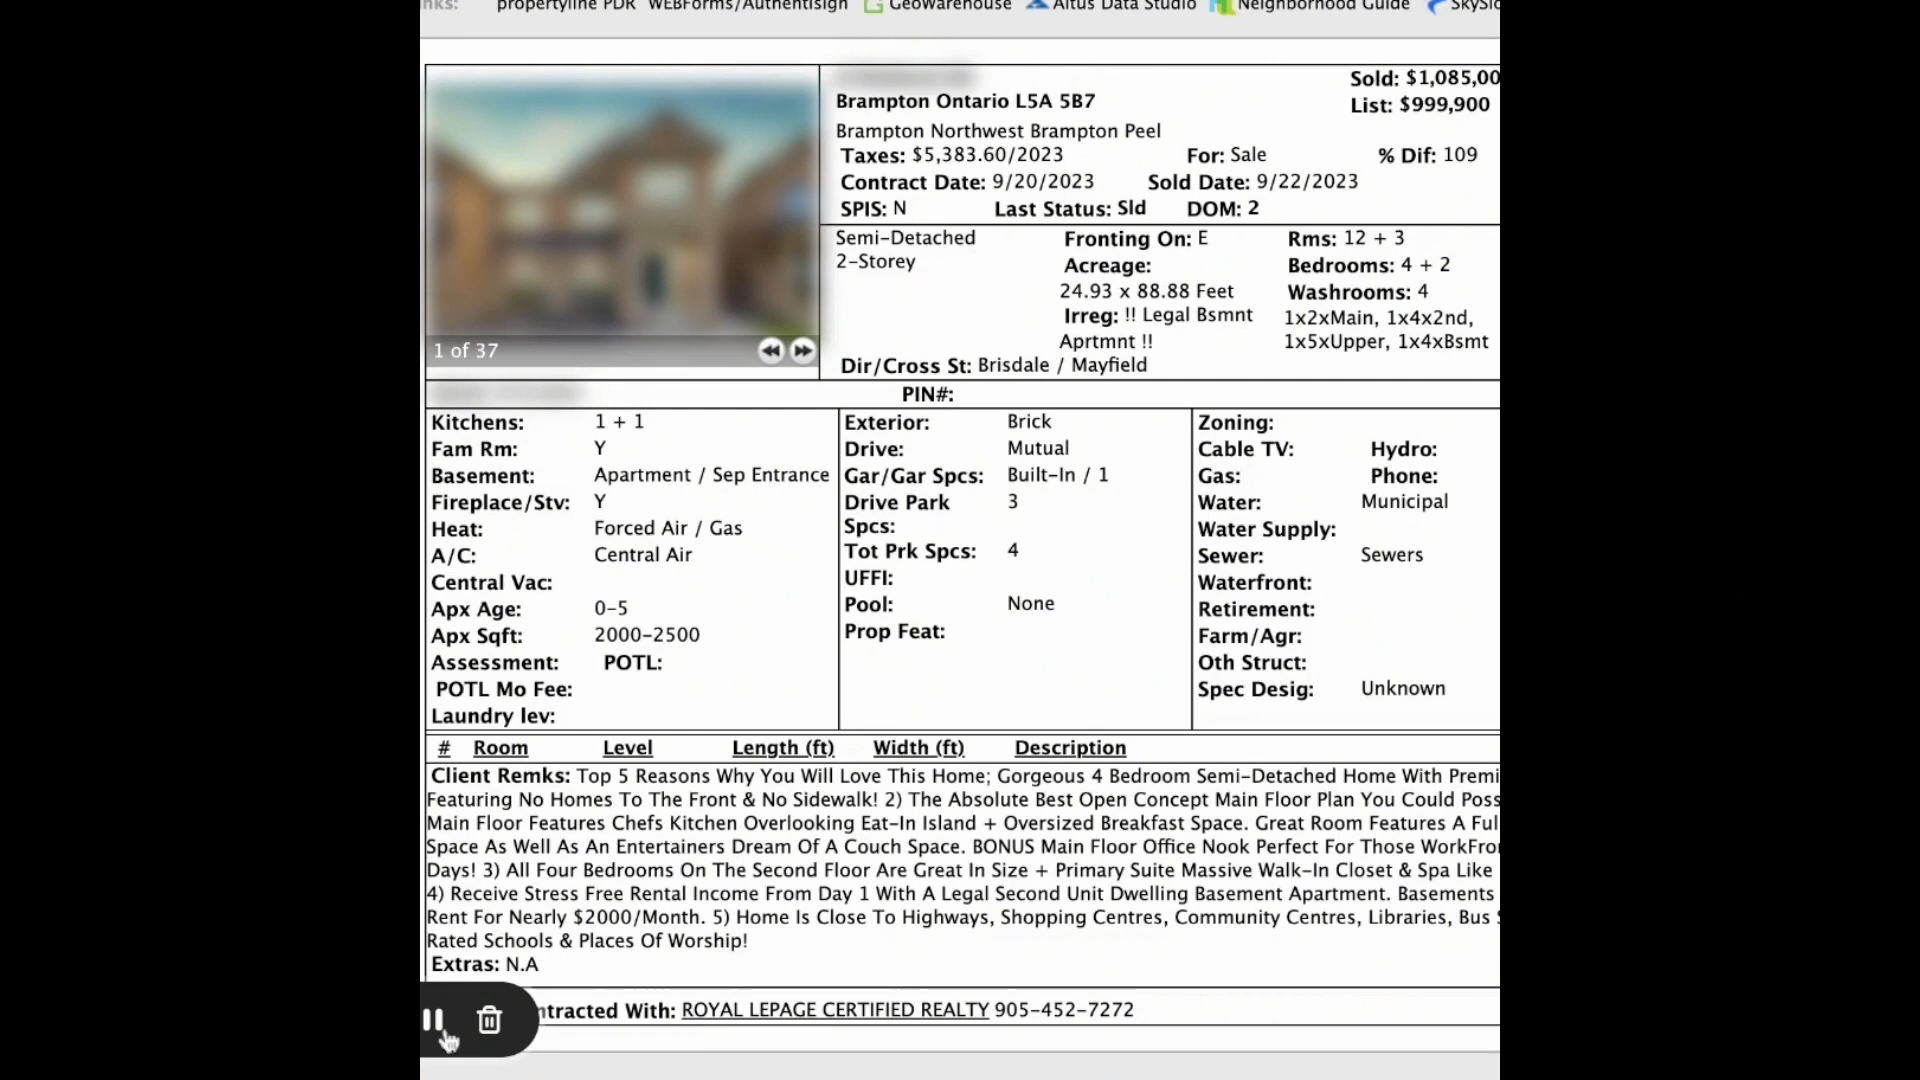 inks: propertyline PDR WEBForms/Authentisign GeoWarehouse Altus Data Studio Neighborhood Guide
Sold: $1,085,00
Brampton Ontario L5A 5B7
List: $999,900
Brampton Northwest Brampton Peel
Taxes: $5,383.60/2023 For: Sale % Dif: 109
Contract Date: 9/20/2023 Sold Date: 9/22/2023
SPIS: N Last Status: Sld DOM: 2
Semi-Detached Fronting On: E Rms: 12 + 3
2-Storey Acreage: Bedrooms: 4 + 2
24.93 x 88.88 Feet Washrooms: 4
Irreg: !! Legal Bsmnt 1x2xMain, 1x4x2nd,
Aprtmnt !! 1x5xUpper, 1x4xBsmt
1 of 37
Dir/Cross St: Brisdale / Mayfield
PIN#:
Kitchens: 1 + 1 Exterior: Brick Zoning:
Fam Rm: Y Drive: Mutual Cable TV: Hydro:
Basement: Apartment / Sep Entrance Gar/Gar Spcs: Built-In / 1 Gas: Phone:
Fireplace/Stv: Y Drive Park 3 Water: Municipal
Heat: Forced Air / Gas Spcs: Water Supply:
A/C: Central Air Tot Prk Spcs: 4 Sewer: Sewers
Central Vac: UFFI: Waterfront:
Apx Age: 0-5 Pool: None Retirement:
Apx Sqft: 2000-2500 Prop Feat: Farm/Agr:
Assessment: POTL: Oth Struct:
POTL Mo Fee: Spec Desig: Unknown
Laundry lev:
# Room Level Length (ft) Width (ft) Description
Client Remks: Top 5 Reasons Why You Will Love This Home; Gorgeous 4 Bedroom Semi-Detached Home With Premi
Featuring No Homes To The Front & No Sidewalk! 2) The Absolute Best Open Concept Main Floor Plan You Could Poss
Main Floor Features Chefs Kitchen Overlooking Eat-In Island + Oversized Breakfast Space. Great Room Features A Ful
Space As Well As An Entertainers Dream Of A Couch Space. BONUS Main Floor Office Nook Perfect For Those WorkFro
Days! 3) All Four Bedrooms On The Second Floor Are Great In Size + Primary Suite Massive Walk-In Closet & Spa Like
4) Receive Stress Free Rental Income From Day 1 With A Legal Second Unit Dwelling Basement Apartment. Basements
Rent For Nearly $2000/Month. 5) Home Is Close To Highways, Shopping Centres, Community Centres, Libraries, Bus S
Rated Schools & Places Of Worship!
Extras: N.A
ntracted With: ROYAL LEPAGE CERTIFIED REALTY 905-452-7272